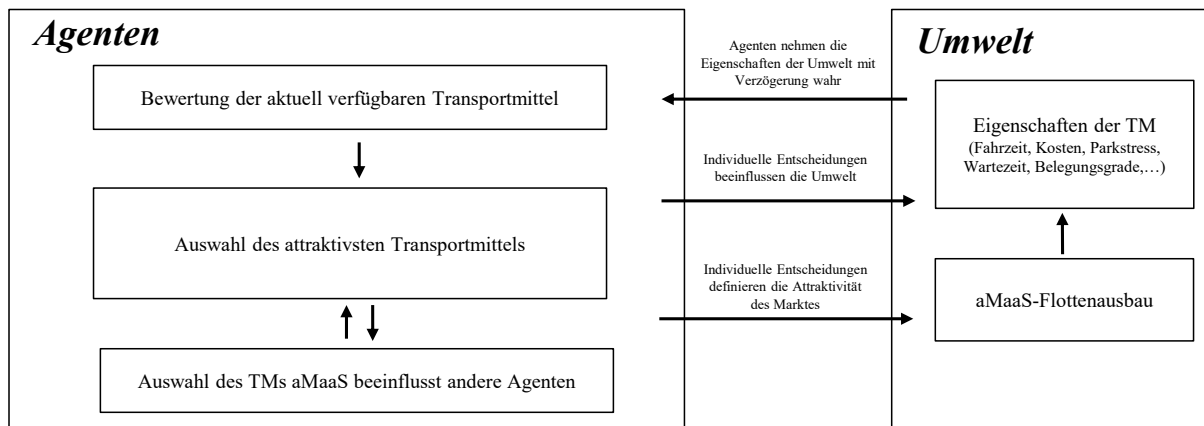 Agenten
Bewertung der aktuell verfügbaren Transportmittel
Auswahl des attraktivsten Transportmittels
Auswahl des TMs aMaaS beeinflusst andere Agenten
Agenten nehmen die
Eigenschaften der Umwelt mit
Verzögerung wahr
Individuelle Entscheidungen
beeinflussen die Umwelt
Individuelle Entscheidungen
definieren die Attraktivität
des Marktes
Umwelt
Eigenschaften der TM
(Fahrzeit, Kosten, Parkstress,
Wartezeit, Belegungsgrade,…)
aMaaS-Flottenausbau